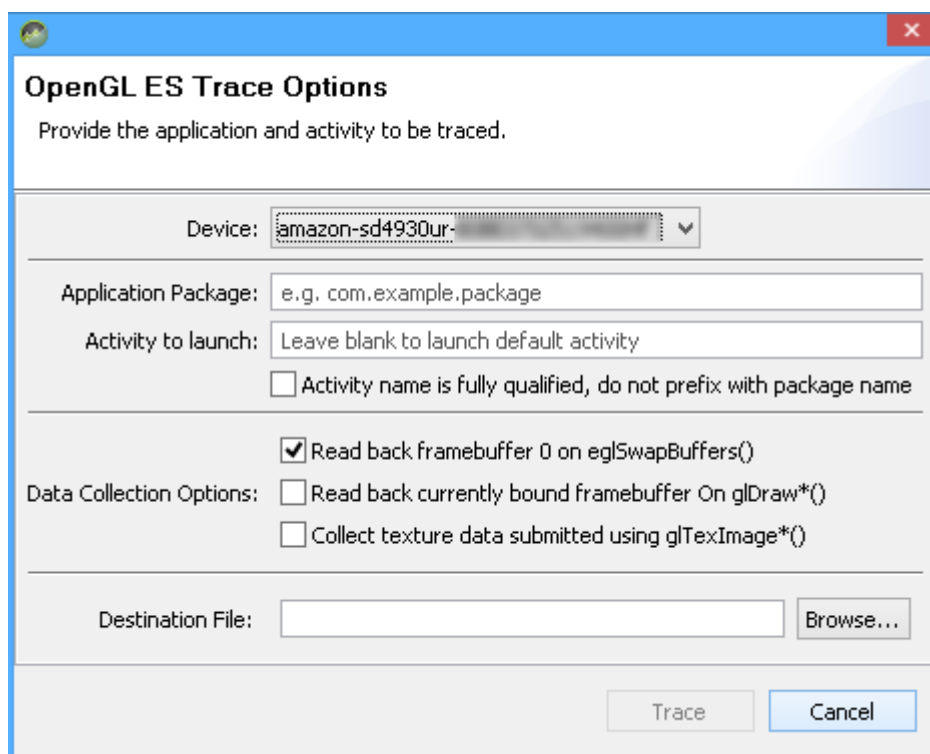 OpenGL ES Trace Options
Provide the application and activity to be traced.
Device: amazon-sd4930ur-
Application Package: e.g. com.example.package
Activity to launch: Leave blank to launch default activity
Activity name is fully qualified, do not prefix with package name
Read back framebuffer 0 on eglSwapBuffers()
Data Collection Options: Read back currently bound framebuffer On glDraw*()
Collect texture data submitted using glTexImage*()
Destination File: Browse...
Trace Cancel